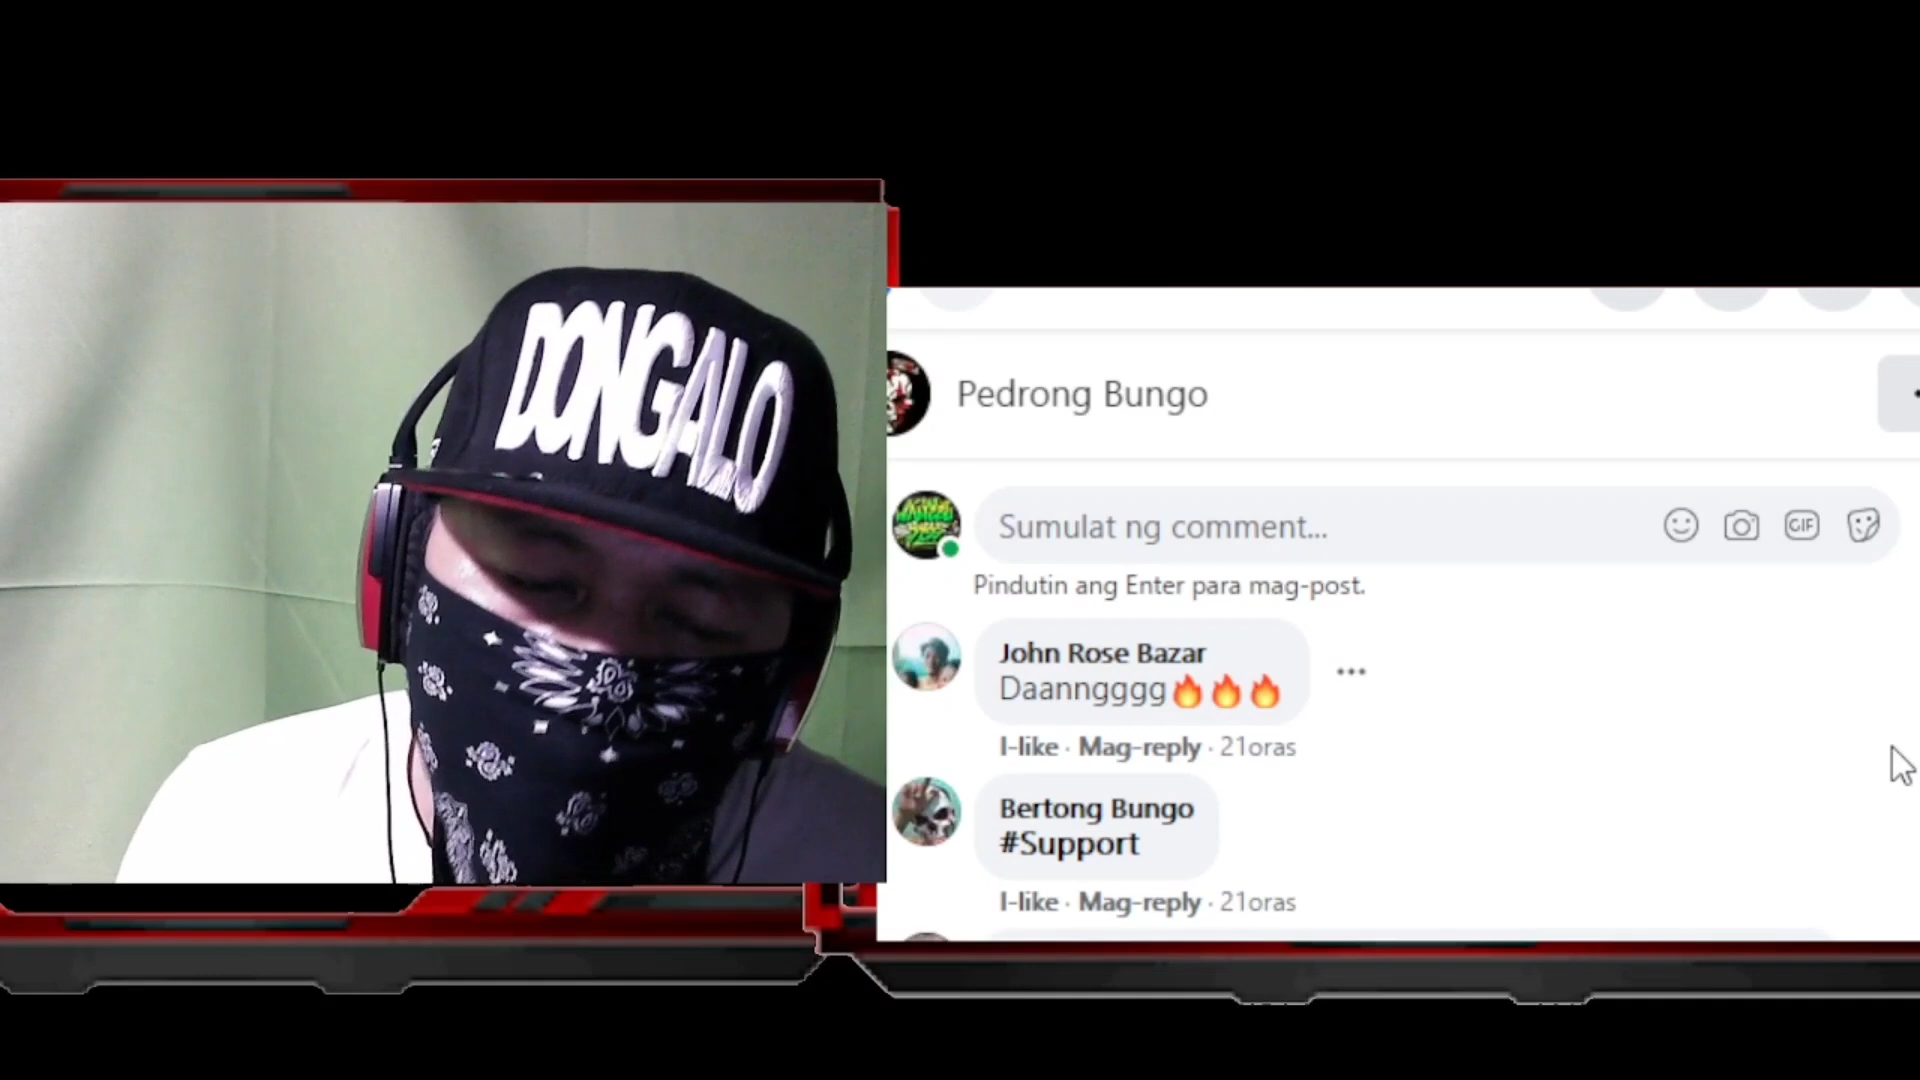 DONGALO
Pedrong Bungo
Sumulat ng comment...
GIF
Pindutin ang Enter para mag-post.
John Rose Bazar
Daanngggg🔥🔥🔥
I-like · Mag-reply · 21oras
Bertong Bungo
#Support
I-like · Mag-reply · 21oras